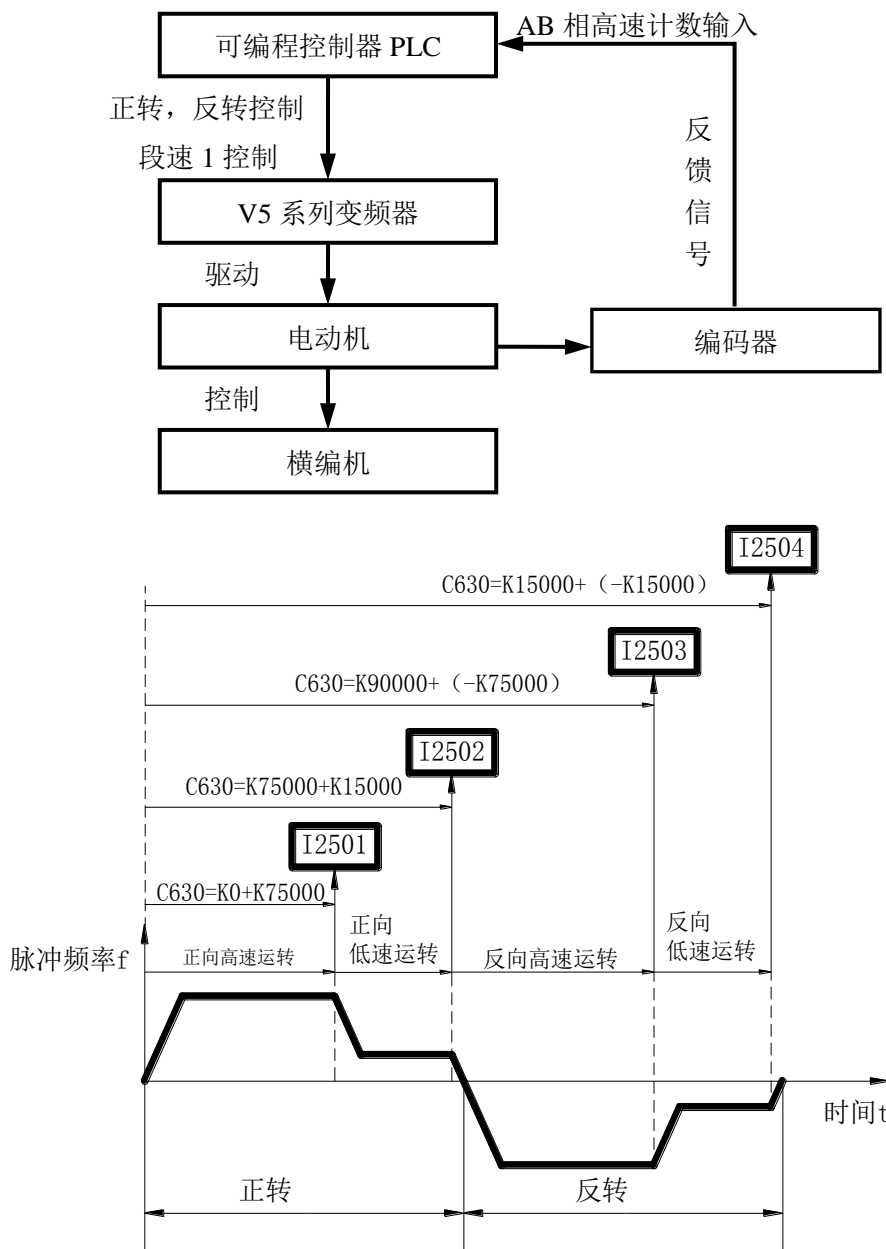 可编程控制器 PLC
AB 相高速计数输入
正转，反转控制
段速 1 控制
反
馈
信
号
V5 系列变频器
驱动
电动机
编码器
控制
横编机
I2504
C630=K15000+（-K15000）
I2503
C630=K90000+（-K75000）
I2502
C630=K75000+K15000
I2501
C630=K0+K75000
正向
低速运转
反向
低速运转
脉冲频率f
正向高速运转
反向高速运转
时间t
正转
反转